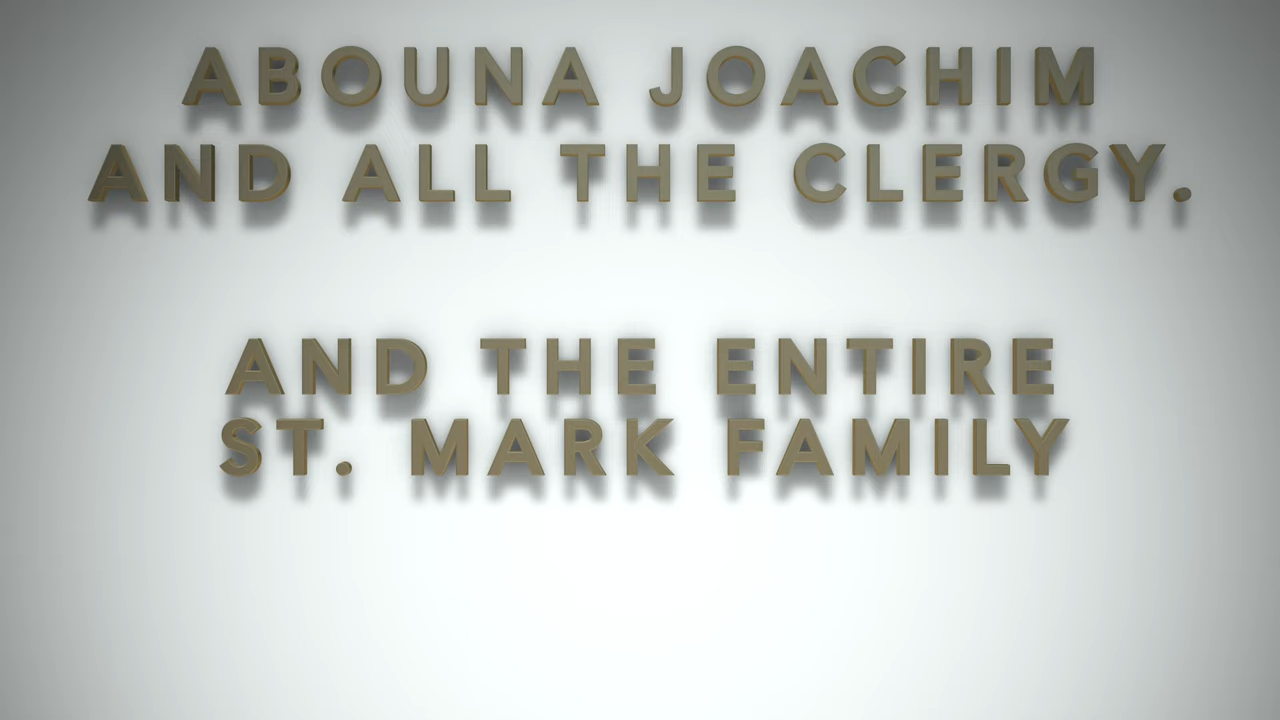 ABOUNA JOACHIM
AND ALL THE CLERGY.
AND THE ENTIRE
ST. MARK FAMILY